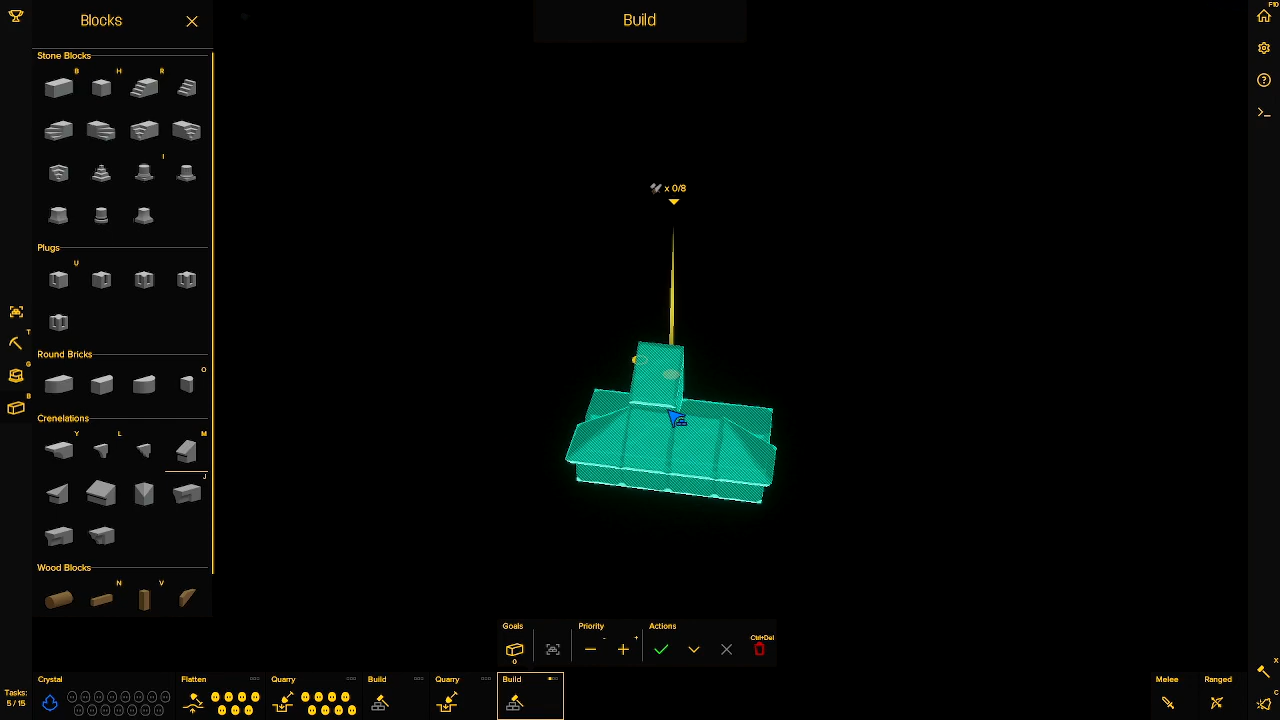 Blocks
Build
F10
Stone Blocks
B H R
I
Plugs
U
Round Bricks
O
Crenelations
Y L M
J
Wood Blocks
N V
T
G
B
x 0/8
Goals Priority Actions
- + Ctrl+Del
0
Tasks:
5 / 15
Crystal Flatten Quarry Build Quarry Build
Melee Ranged
X
C